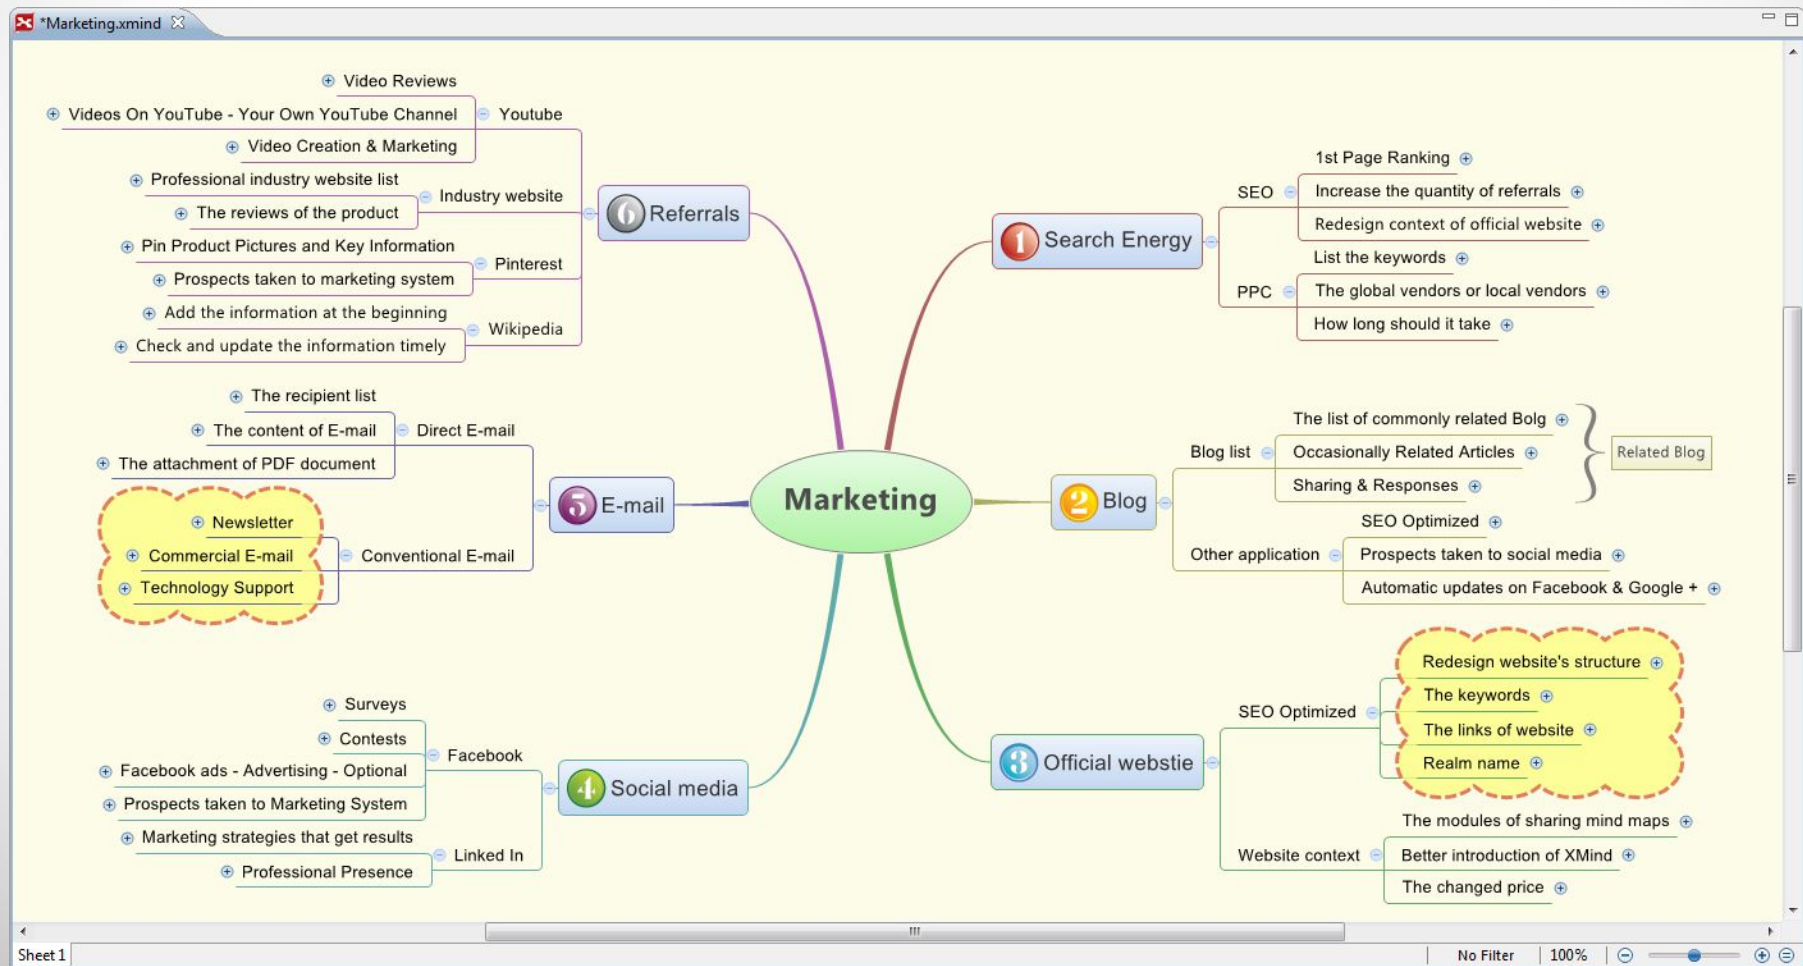 *Marketing.xmind
Marketing
1 Search Energy
SEO
1st Page Ranking
Increase the quantity of referrals
Redesign context of official website
PPC
List the keywords
The global vendors or local vendors
How long should it take
2 Blog
Blog list
The list of commonly related Bolg
Occasionally Related Articles
Sharing & Responses
Related Blog
Other application
SEO Optimized
Prospects taken to social media
Automatic updates on Facebook & Google +
3 Official webstie
SEO Optimized
Redesign website's structure
The keywords
The links of website
Realm name
Website context
The modules of sharing mind maps
Better introduction of XMind
The changed price
4 Social media
Facebook
Surveys
Contests
Facebook ads - Advertising - Optional
Prospects taken to Marketing System
Linked In
Marketing strategies that get results
Professional Presence
5 E-mail
Direct E-mail
The recipient list
The content of E-mail
The attachment of PDF document
Conventional E-mail
Newsletter
Commercial E-mail
Technology Support
6 Referrals
Youtube
Video Reviews
Videos On YouTube - Your Own YouTube Channel
Video Creation & Marketing
Industry website
Professional industry website list
The reviews of the product
Pinterest
Pin Product Pictures and Key Information
Prospects taken to marketing system
Wikipedia
Add the information at the beginning
Check and update the information timely
Sheet 1
No Filter
100%